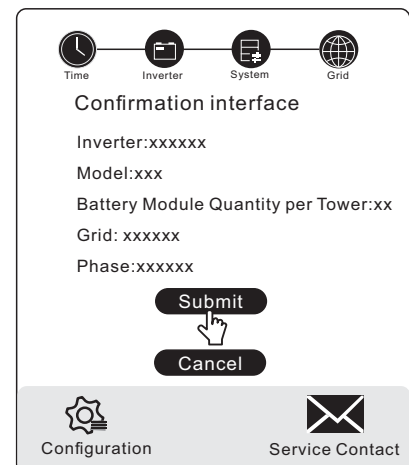 Time Inverter System Grid
Confirmation interface
Inverter:xxxxxx
Model:xxx
Battery Module Quantity per Tower:xx
Grid: xxxxxx
Phase:xxxxxx
Submit
Cancel
Configuration Service Contact